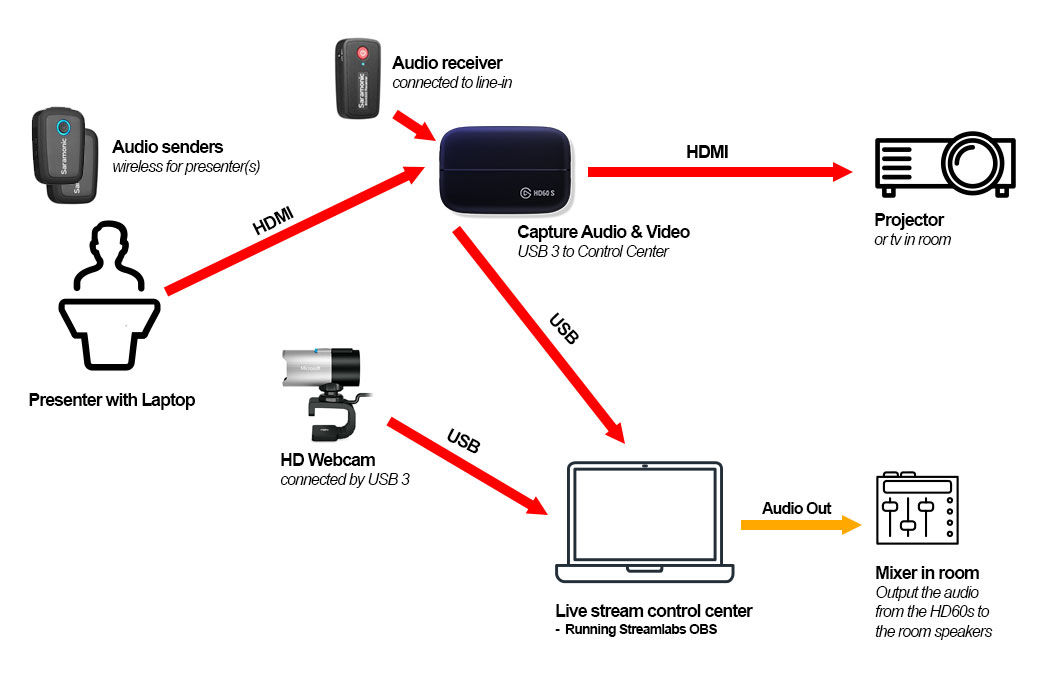 Audio receiver
connected to line-in
Saramonic
Audio senders
wireless for presenter(s)
Saramonic
HDMI
HD60 S
HDMI
Projector
or tv in room
Capture Audio & Video
USB 3 to Control Center
USB
Presenter with Laptop
Microsoft
HD Webcam
connected by USB 3
USB
Audio Out
Mixer in room
Output the audio
from the HD60s to
the room speakers
Live stream control center
- Running Streamlabs OBS